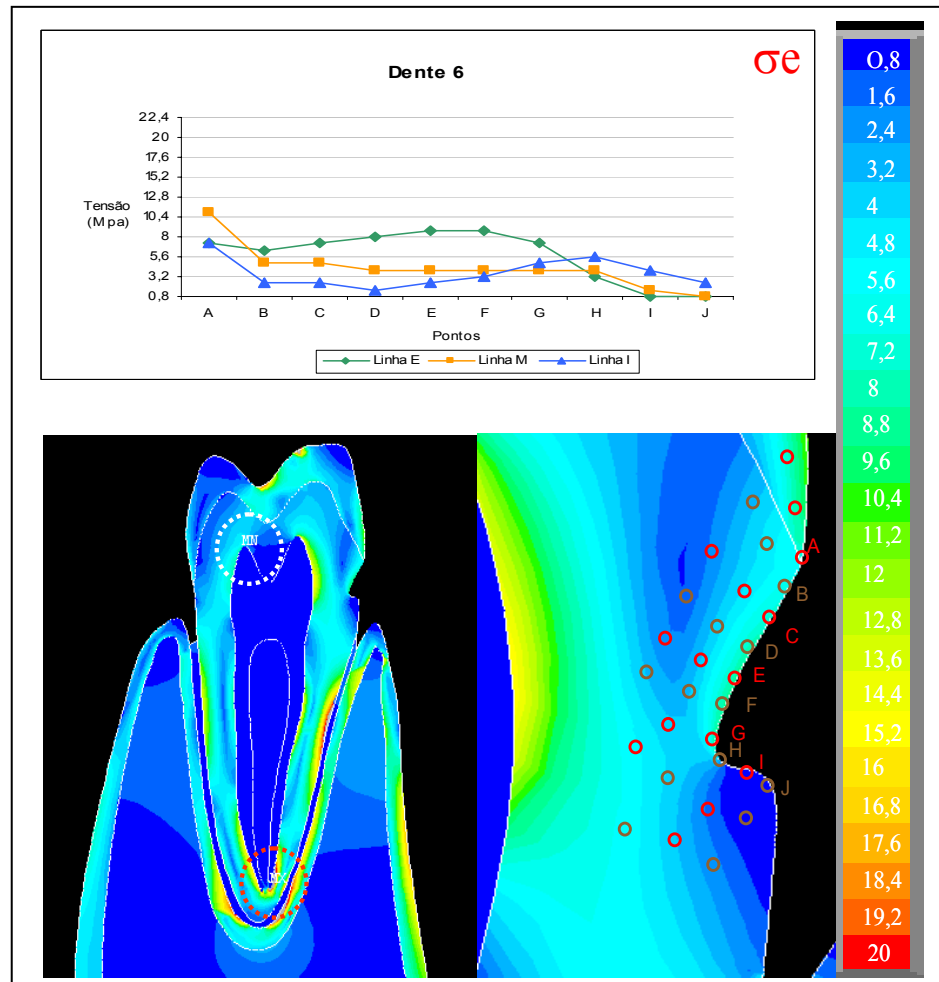 Dente 6
σe
22,4
20
17,6
15,2
12,8
10,4
8
5,6
3,2
0,8
Tensão
(Mpa)
A B C D E F G H I J
Pontos
Linha E Linha M Linha I
O,8
1,6
2,4
3,2
4
4,8
5,6
6,4
7,2
8
8,8
9,6
10,4
11,2
12
12,8
13,6
14,4
15,2
16
16,8
17,6
18,4
19,2
20
MN
MX
A
B
C
D
E
F
G
H
I
J